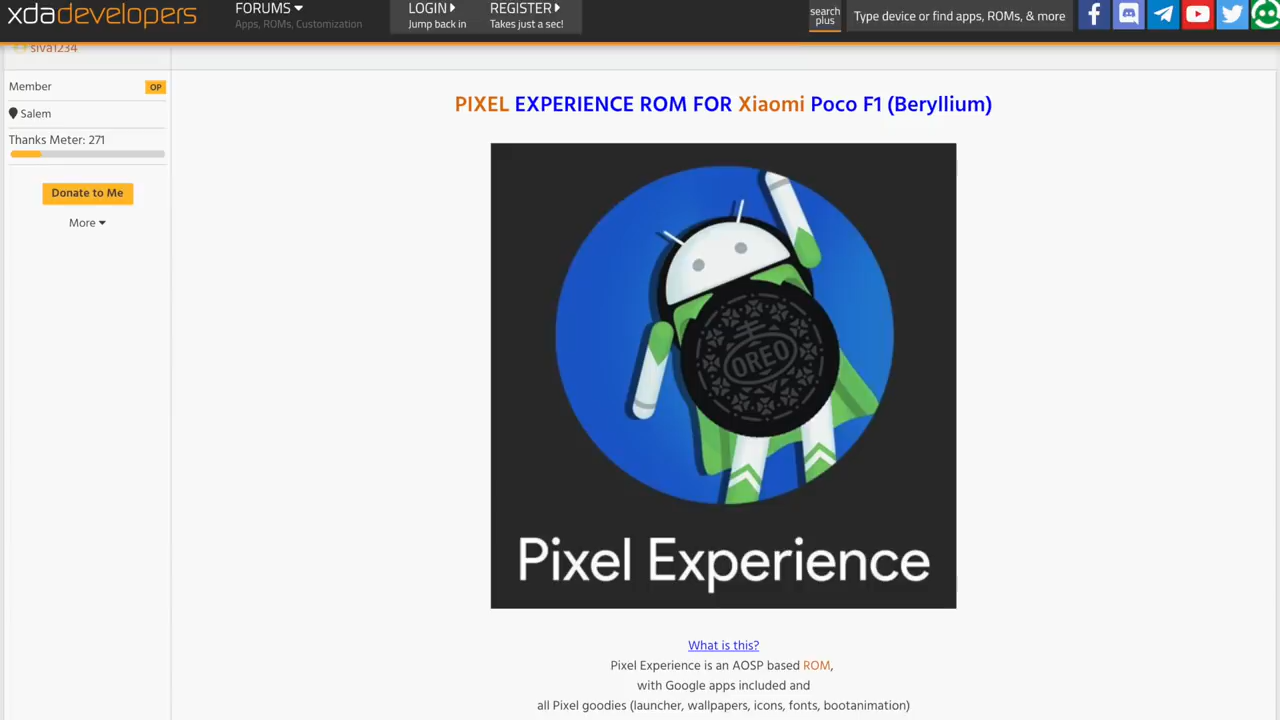 xdadevelopers
FORUMS
Apps, ROMs, Customization
LOGIN
Jump back in
REGISTER
Takes just a sec!
search
plus
Type device or find apps, ROMs, & more
siva1234
Member
OP
Salem
Thanks Meter: 271
Donate to Me
More
PIXEL EXPERIENCE ROM FOR Xiaomi Poco F1 (Beryllium)
OREO
Pixel Experience
What is this?
Pixel Experience is an AOSP based ROM,
with Google apps included and
all Pixel goodies (launcher, wallpapers, icons, fonts, bootanimation)